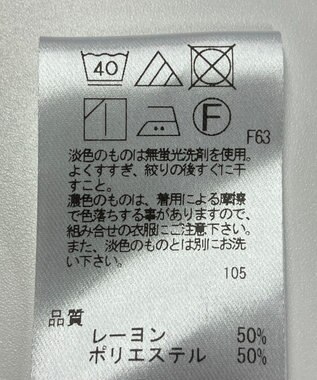 40
F
F63
淡色のものは無蛍光洗剤を使用。
よくすすぎ、絞りの後すぐに干
すこと。
濃色のものは、着用による摩擦
で色落ちする事がありますので、
組み合せの衣服にご注意下さい。
また、淡色のものとは別にお洗
い下さい。
105
品質
レーヨン 50%
ポリエステル 50%